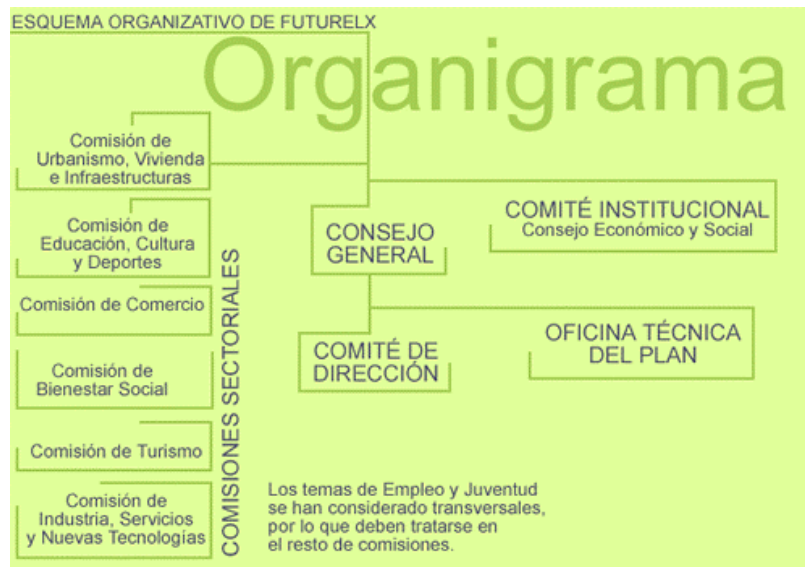 ESQUEMA ORGANIZATIVO DE FUTURELX
Organigrama
Comisión de
Urbanismo, Vivienda
e Infraestructuras
Comisión de
Educación, Cultura
y Deportes
Comisión de Comercio
Comisión de
Bienestar Social
Comisión de Turismo
Comisión de
Industria, Servicios
y Nuevas Tecnologías
COMISIONES SECTORIALES
CONSEJO
GENERAL
COMITÉ INSTITUCIONAL
Consejo Económico y Social
COMITÉ DE
DIRECCIÓN
OFICINA TÉCNICA
DEL PLAN
Los temas de Empleo y Juventud
se han considerado transversales,
por lo que deben tratarse en
el resto de comisiones.